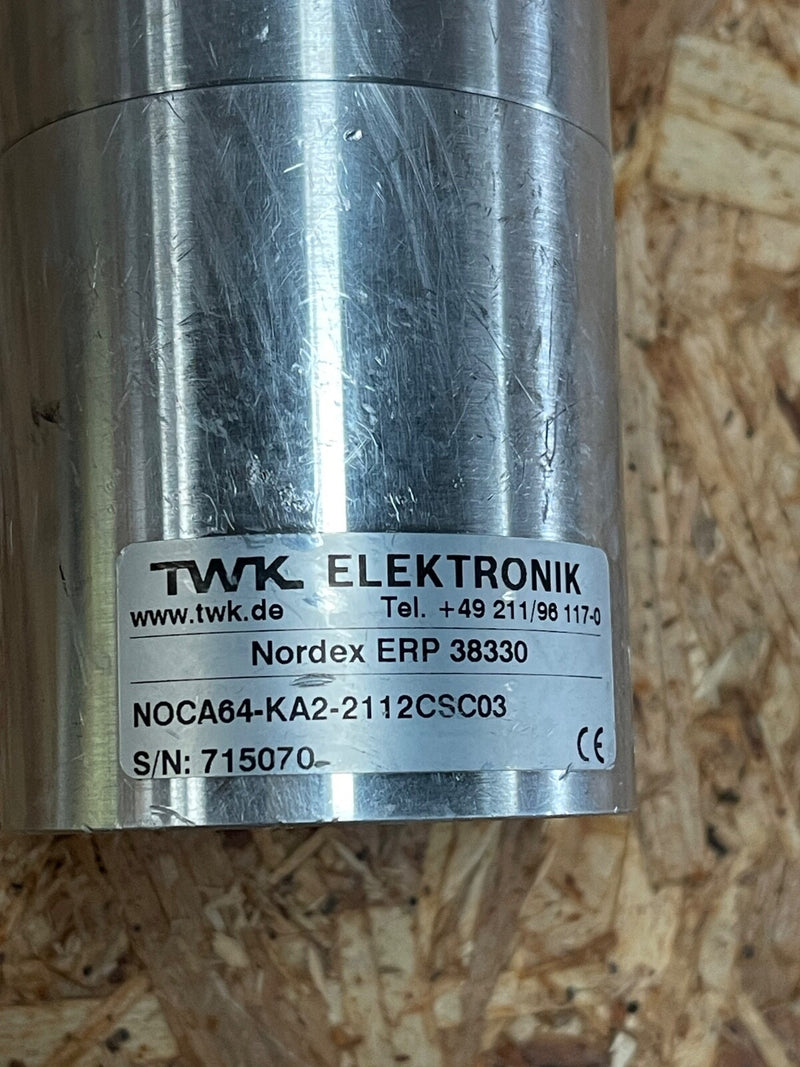 TWK ELEKTRONIK
www.twk.de Tel. +49 211/96 117-0
Nordex ERP 38330
NOCA64-KA2-2112CSC03
S/N: 715070 CE